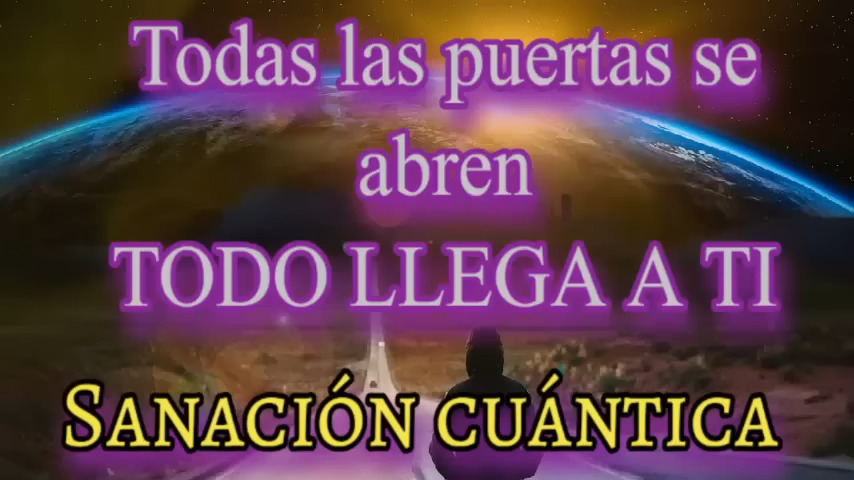 Todas las puertas se
abren
TODO LLEGA A TI
SANACIÓN CUÁNTICA